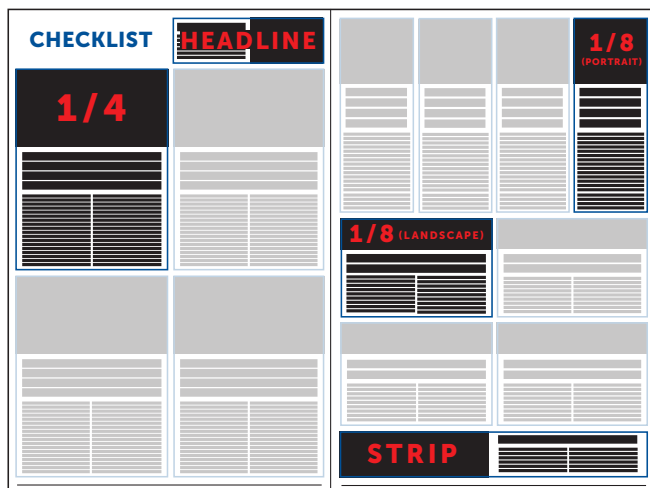 CHECKLIST
HEADLINE
1/4
1/8
(PORTRAIT)
1/8 (LANDSCAPE)
STRIP